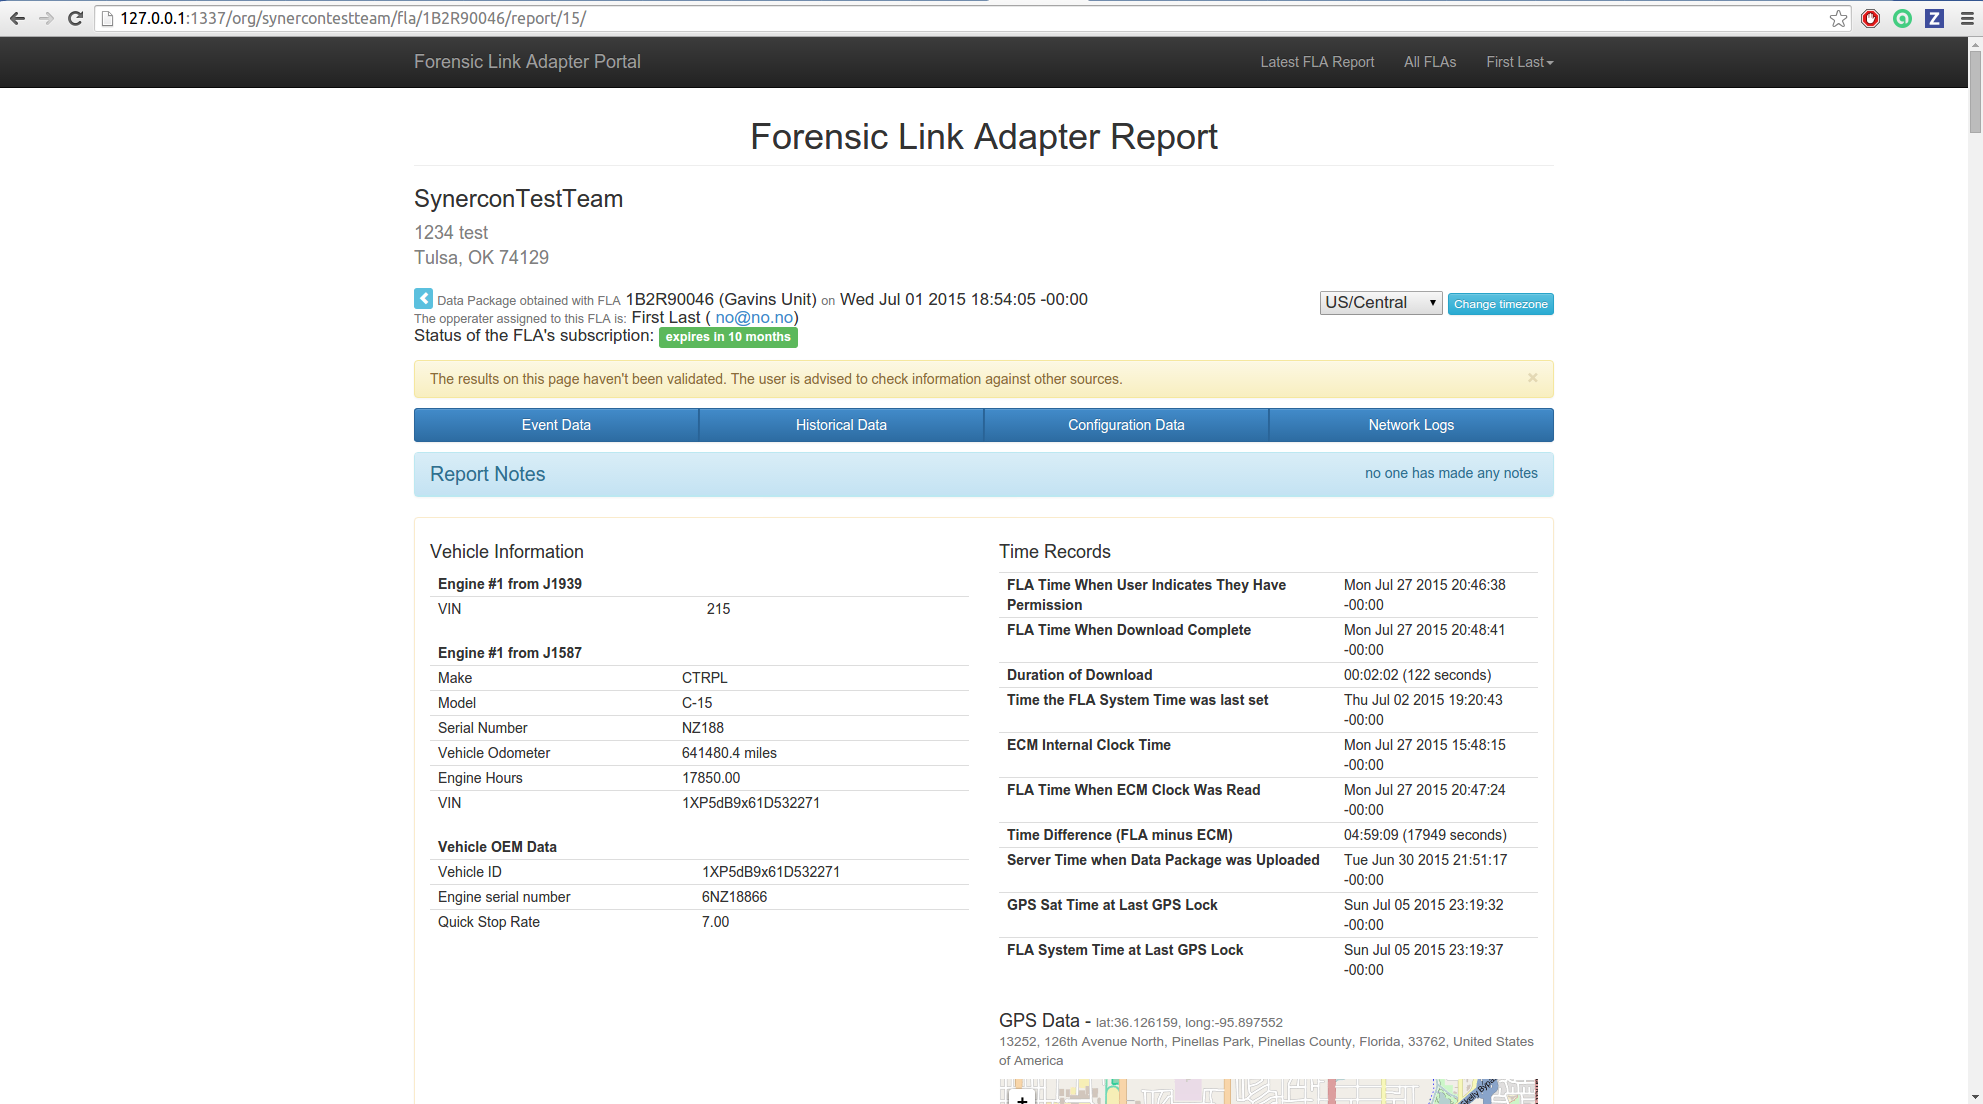 127.0.0.1:1337/org/synercontestteam/fla/1B2R90046/report/15/
Forensic Link Adapter Portal
Latest FLA Report
All FLAs
First Last
Forensic Link Adapter Report
SynerconTestTeam
1234 test
Tulsa, OK 74129
Data Package obtained with FLA 1B2R90046 (Gavins Unit) on Wed Jul 01 2015 18:54:05 -00:00
The opperater assigned to this FLA is: First Last ( no@no.no)
Status of the FLA's subscription: expires in 10 months
US/Central
Change timezone
The results on this page haven't been validated. The user is advised to check information against other sources.
×
Event Data
Historical Data
Configuration Data
Network Logs
Report Notes
no one has made any notes
Vehicle Information
Engine #1 from J1939
VIN 215
Engine #1 from J1587
Make CTRPL
Model C-15
Serial Number NZ188
Vehicle Odometer 641480.4 miles
Engine Hours 17850.00
VIN 1XP5dB9x61D532271
Vehicle OEM Data
Vehicle ID 1XP5dB9x61D532271
Engine serial number 6NZ18866
Quick Stop Rate 7.00
Time Records
FLA Time When User Indicates They Have Mon Jul 27 2015 20:46:38
Permission -00:00
FLA Time When Download Complete Mon Jul 27 2015 20:48:41
-00:00
Duration of Download 00:02:02 (122 seconds)
Time the FLA System Time was last set Thu Jul 02 2015 19:20:43
-00:00
ECM Internal Clock Time Mon Jul 27 2015 15:48:15
-00:00
FLA Time When ECM Clock Was Read Mon Jul 27 2015 20:47:24
-00:00
Time Difference (FLA minus ECM) 04:59:09 (17949 seconds)
Server Time when Data Package was Uploaded Tue Jun 30 2015 21:51:17
-00:00
GPS Sat Time at Last GPS Lock Sun Jul 05 2015 23:19:32
-00:00
FLA System Time at Last GPS Lock Sun Jul 05 2015 23:19:37
-00:00
GPS Data - lat:36.126159, long:-95.897552
13252, 126th Avenue North, Pinellas Park, Pinellas County, Florida, 33762, United States
of America
+